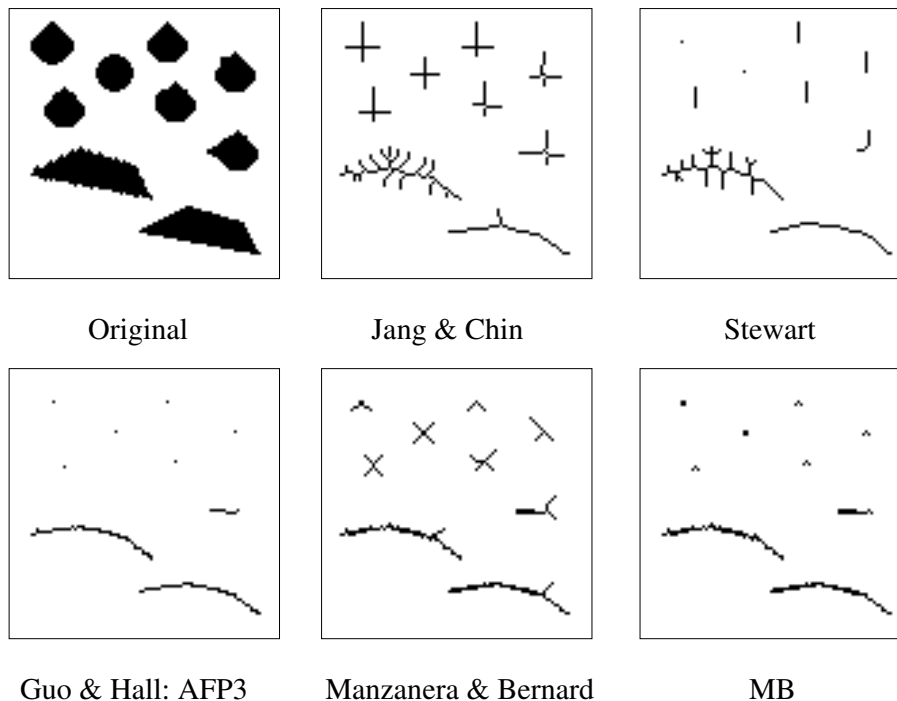 Original
Jang & Chin
Stewart
Guo & Hall: AFP3
Manzanera & Bernard
MB